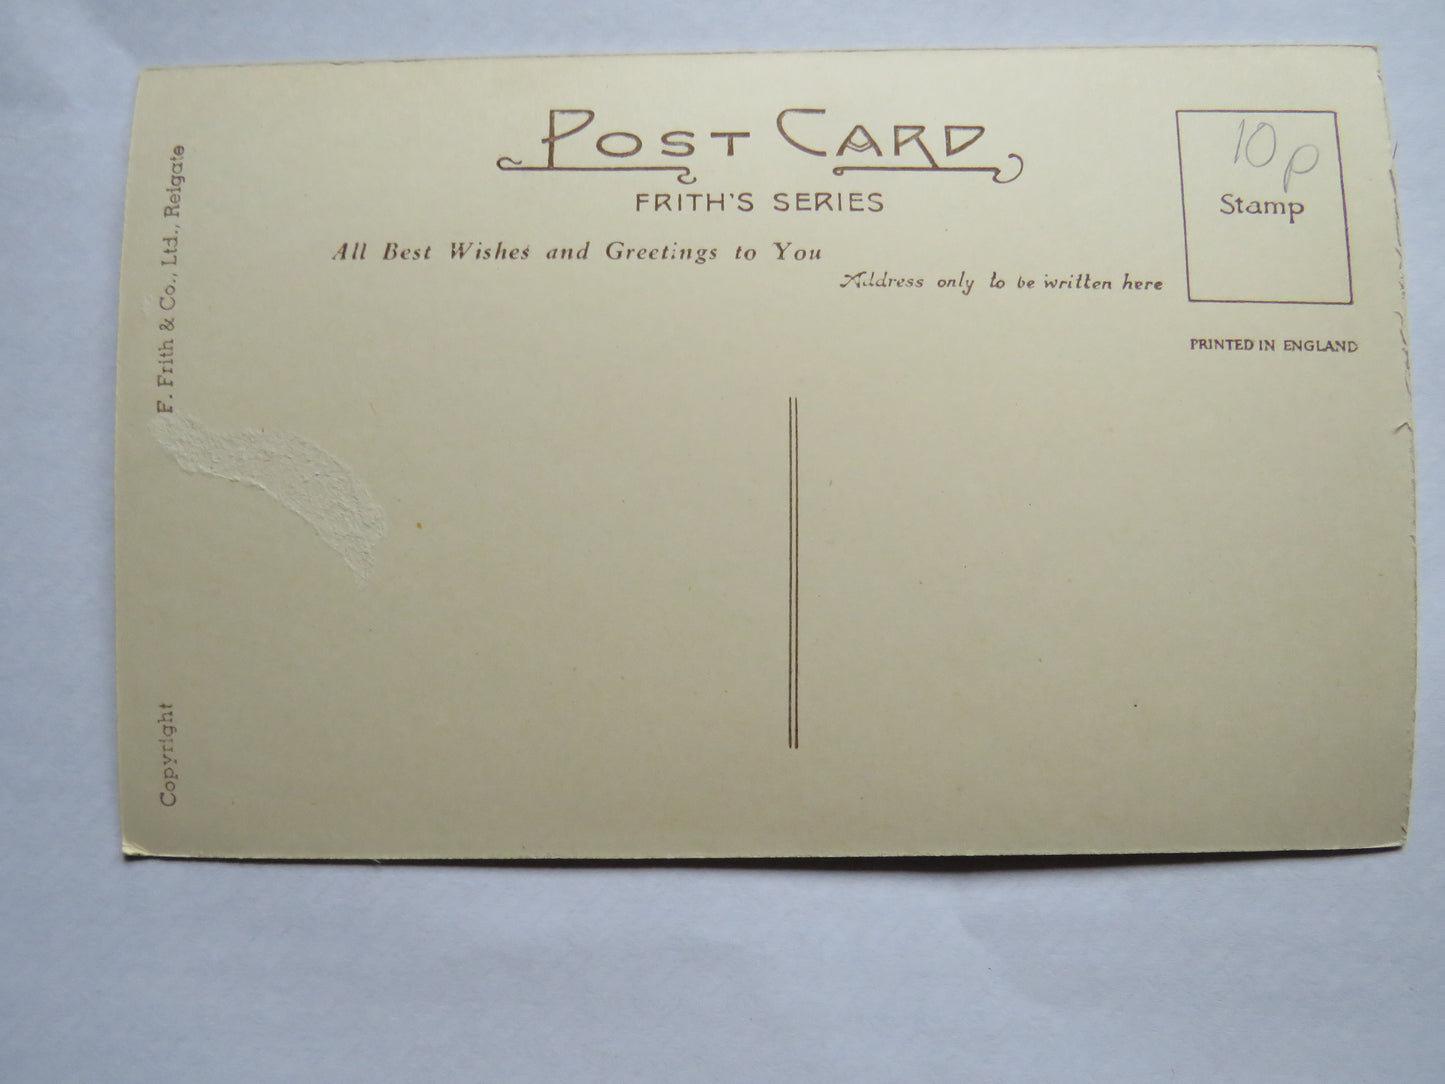 POST CARD
FRITH'S SERIES
All Best Wishes and Greetings to You
Address only to be written here
10p
Stamp
PRINTED IN ENGLAND
Copyright
F. Frith & Co., Ltd., Reigate